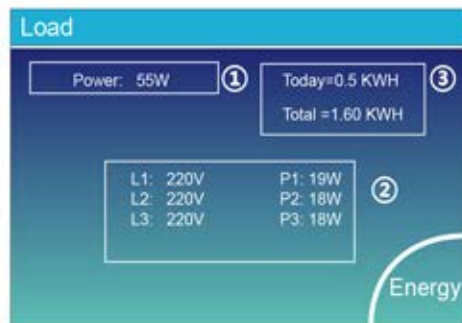 Load
Power: 55W
①
Today=0.5 KWH
Total =1.60 KWH
③
L1: 220V P1: 19W
L2: 220V P2: 18W
L3: 220V P3: 18W
②
Energy